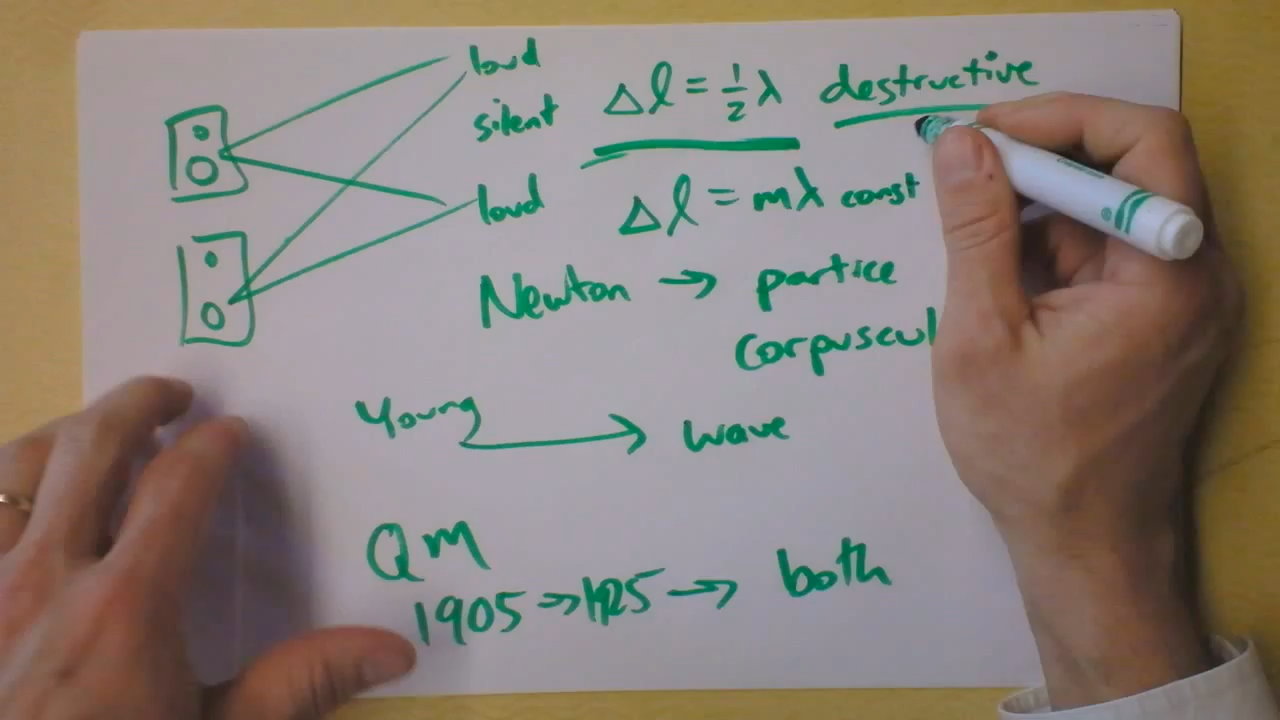 loud
silent Δl = 1/2 λ destructive
loud Δl = mλ const
Newton → partice
corpuscul
Young → wave
QM
1905 → 1925 → both